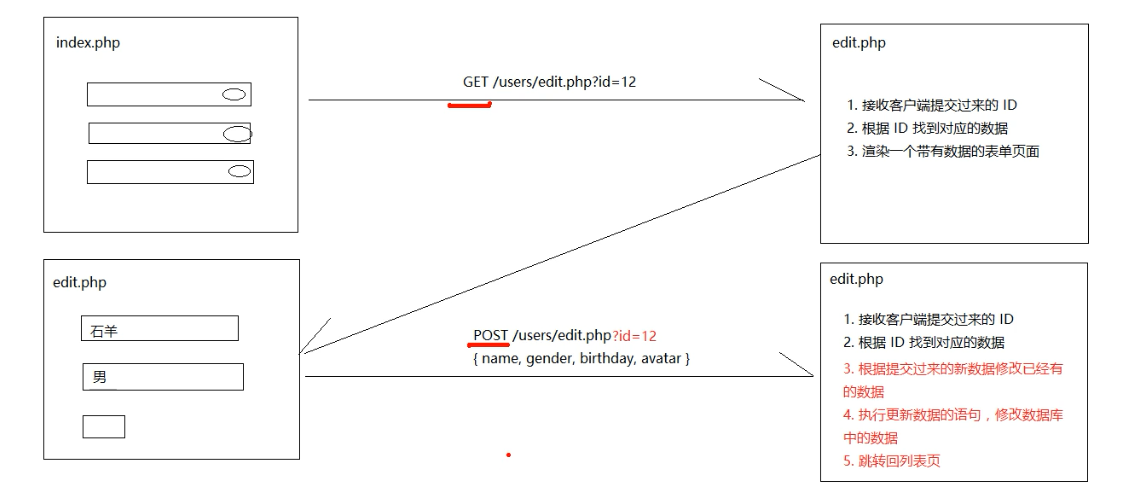 index.php
GET /users/edit.php?id=12
edit.php
1. 接收客户端提交过来的 ID
2. 根据 ID 找到对应的数据
3. 渲染一个带有数据的表单页面
edit.php
石羊
男
POST /users/edit.php?id=12
{ name, gender, birthday, avatar }
edit.php
1. 接收客户端提交过来的 ID
2. 根据 ID 找到对应的数据
3. 根据提交过来的新数据修改已经有
的数据
4. 执行更新数据的语句，修改数据库
中的数据
5. 跳转回列表页